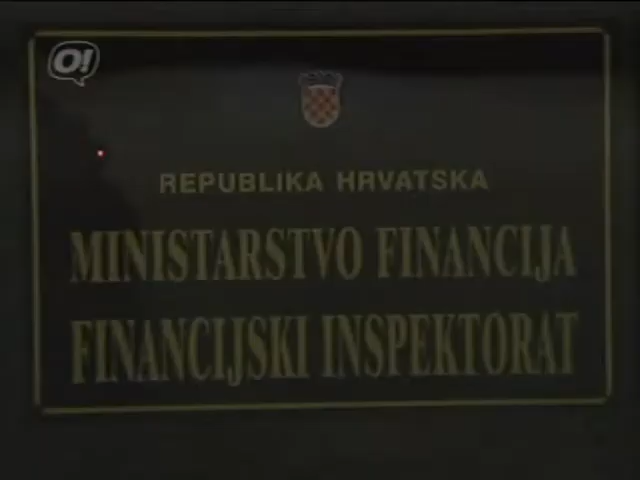 O!
REPUBLIKA HRVATSKA
MINISTARSTVO FINANCIJA
FINANCIJSKI INSPEKTORAT